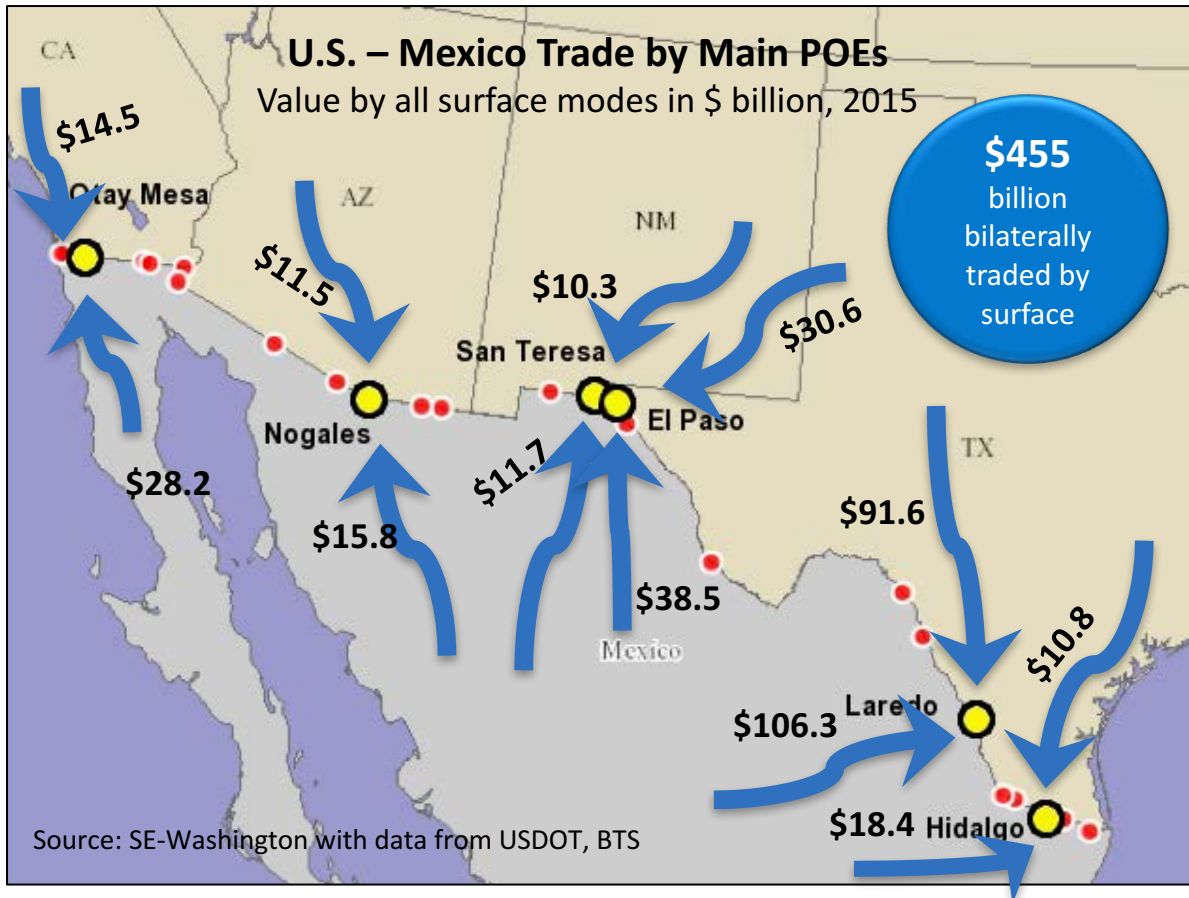 U.S. – Mexico Trade by Main POEs
Value by all surface modes in $ billion, 2015
CA
$14.5
Otay Mesa
AZ
NM
$455
billion
bilaterally
traded by
surface
$11.5
$10.3
$30.6
San Teresa
El Paso
Nogales
$28.2
$11.7
TX
$15.8
$91.6
$38.5
Mexico
$10.8
Laredo
$106.3
$18.4
Hidalgo
Source: SE-Washington with data from USDOT, BTS